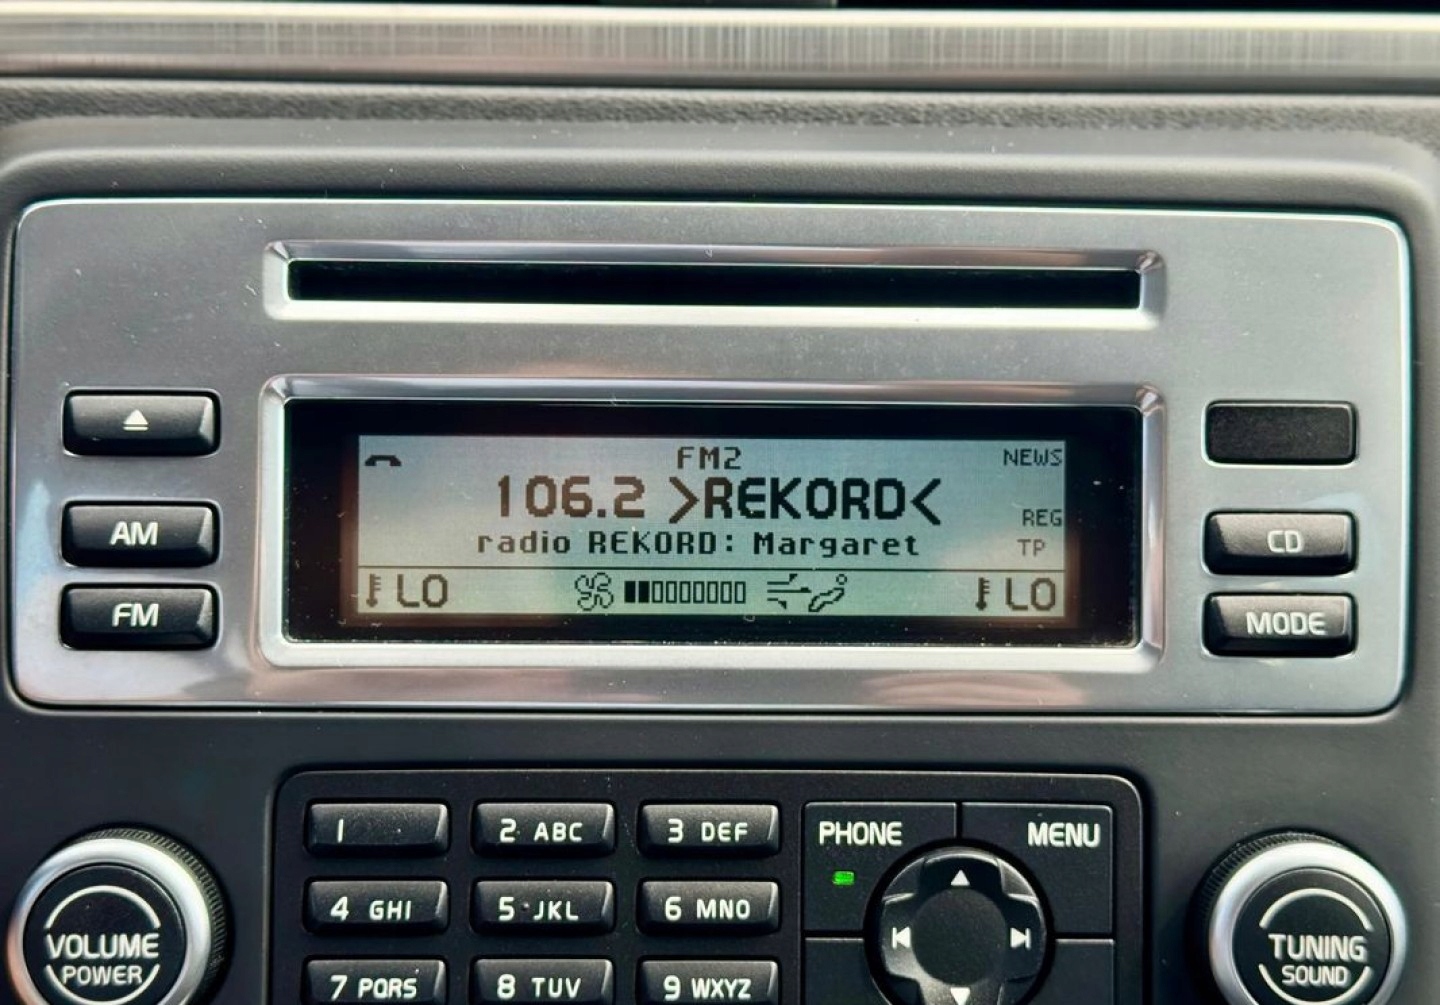 FM2
NEWS
106.2 >REKORD<
REG
radio REKORD: Margaret
TP
LO
LO
AM
FM
CD
MODE
1
2 ABC
3 DEF
PHONE
MENU
4 GHI
5 JKL
6 MNO
VOLUME
POWER
TUNING
SOUND
7 PQRS
8 TUV
9 WXYZ